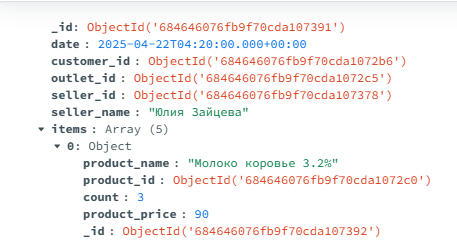 _id: ObjectId('684646076fb9f70cda107391')
date : 2025-04-22T04:20:00.000+00:00
customer_id : ObjectId('684646076fb9f70cda1072b6')
outlet_id : ObjectId('684646076fb9f70cda1072c5')
seller_id : ObjectId('684646076fb9f70cda107378')
seller_name : "Юлия Зайцева"
items : Array (5)
0: Object
product_name : "Молоко коровье 3.2%"
product_id : ObjectId('684646076fb9f70cda1072c0')
count : 3
product_price : 90
_id : ObjectId('684646076fb9f70cda107392')